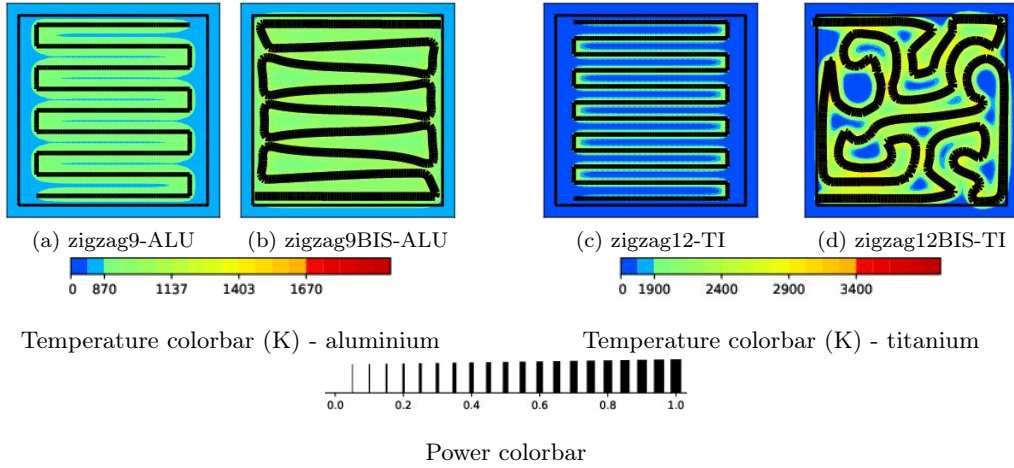 (a) zigzag9-ALU
(b) zigzag9BIS-ALU
(c) zigzag12-TI
(d) zigzag12BIS-TI
0 870 1137 1403 1670
0 1900 2400 2900 3400
Temperature colorbar (K) - aluminium
Temperature colorbar (K) - titanium
0.0 0.2 0.4 0.6 0.8 1.0
Power colorbar